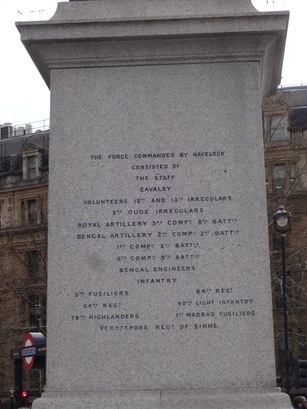 THE FORCE COMMANDED BY HAVELOCK
CONSISTED OF
THE STAFF
CAVALRY
VOLUNTEERS 12TH AND 13TH IRREGULARS
3RD OUDE IRREGULARS
ROYAL ARTILLERY 3RD COMPY 8TH BATTN
BENGAL ARTILLERY 2ND COMPY 3RD BATTN
1ST COMPY 5TH BATTN
6TH COMPY 9TH BATTN
BENGAL ENGINEERS
INFANTRY
5TH FUSILIERS 84TH REGT
64TH REGT 90TH LIGHT INFANTRY
78TH HIGHLANDERS 1ST MADRAS FUSILIERS
FEROZEPORE REGT OF SIKHS.